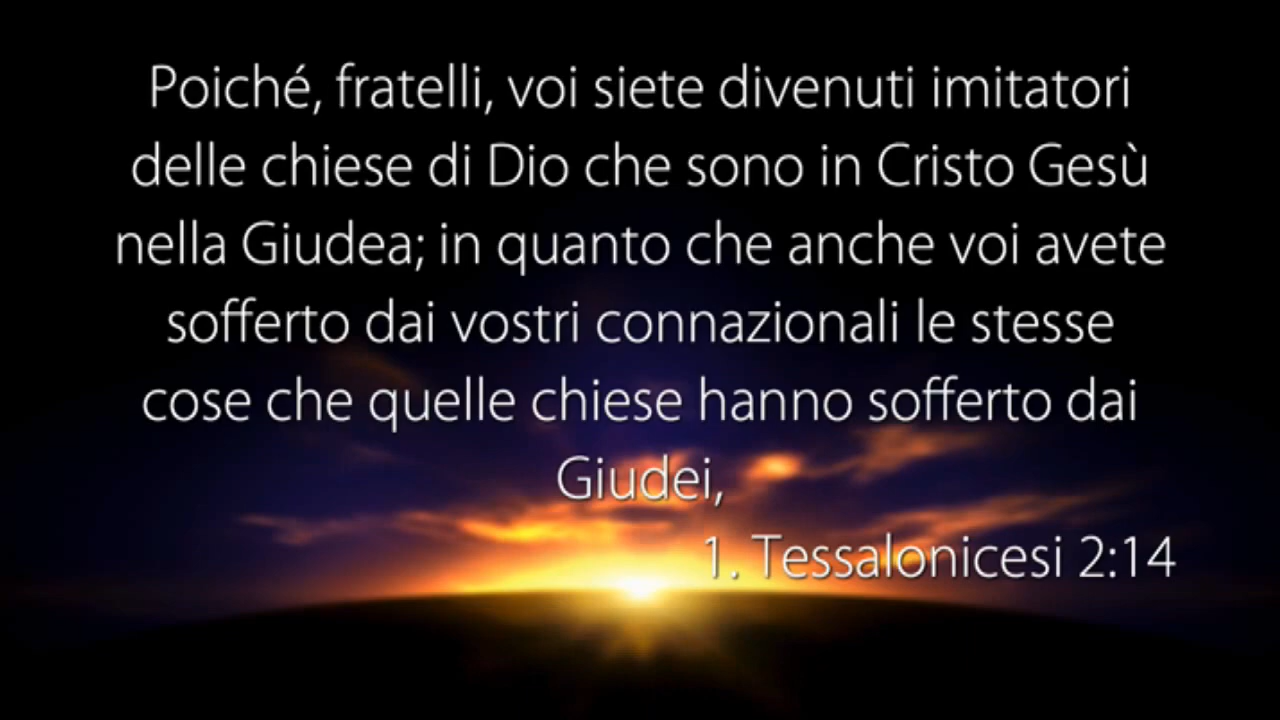 Poiché, fratelli, voi siete divenuti imitatori
delle chiese di Dio che sono in Cristo Gesù
nella Giudea; in quanto che anche voi avete
sofferto dai vostri connazionali le stesse
cose che quelle chiese hanno sofferto dai
Giudei,
1. Tessalonicesi 2:14